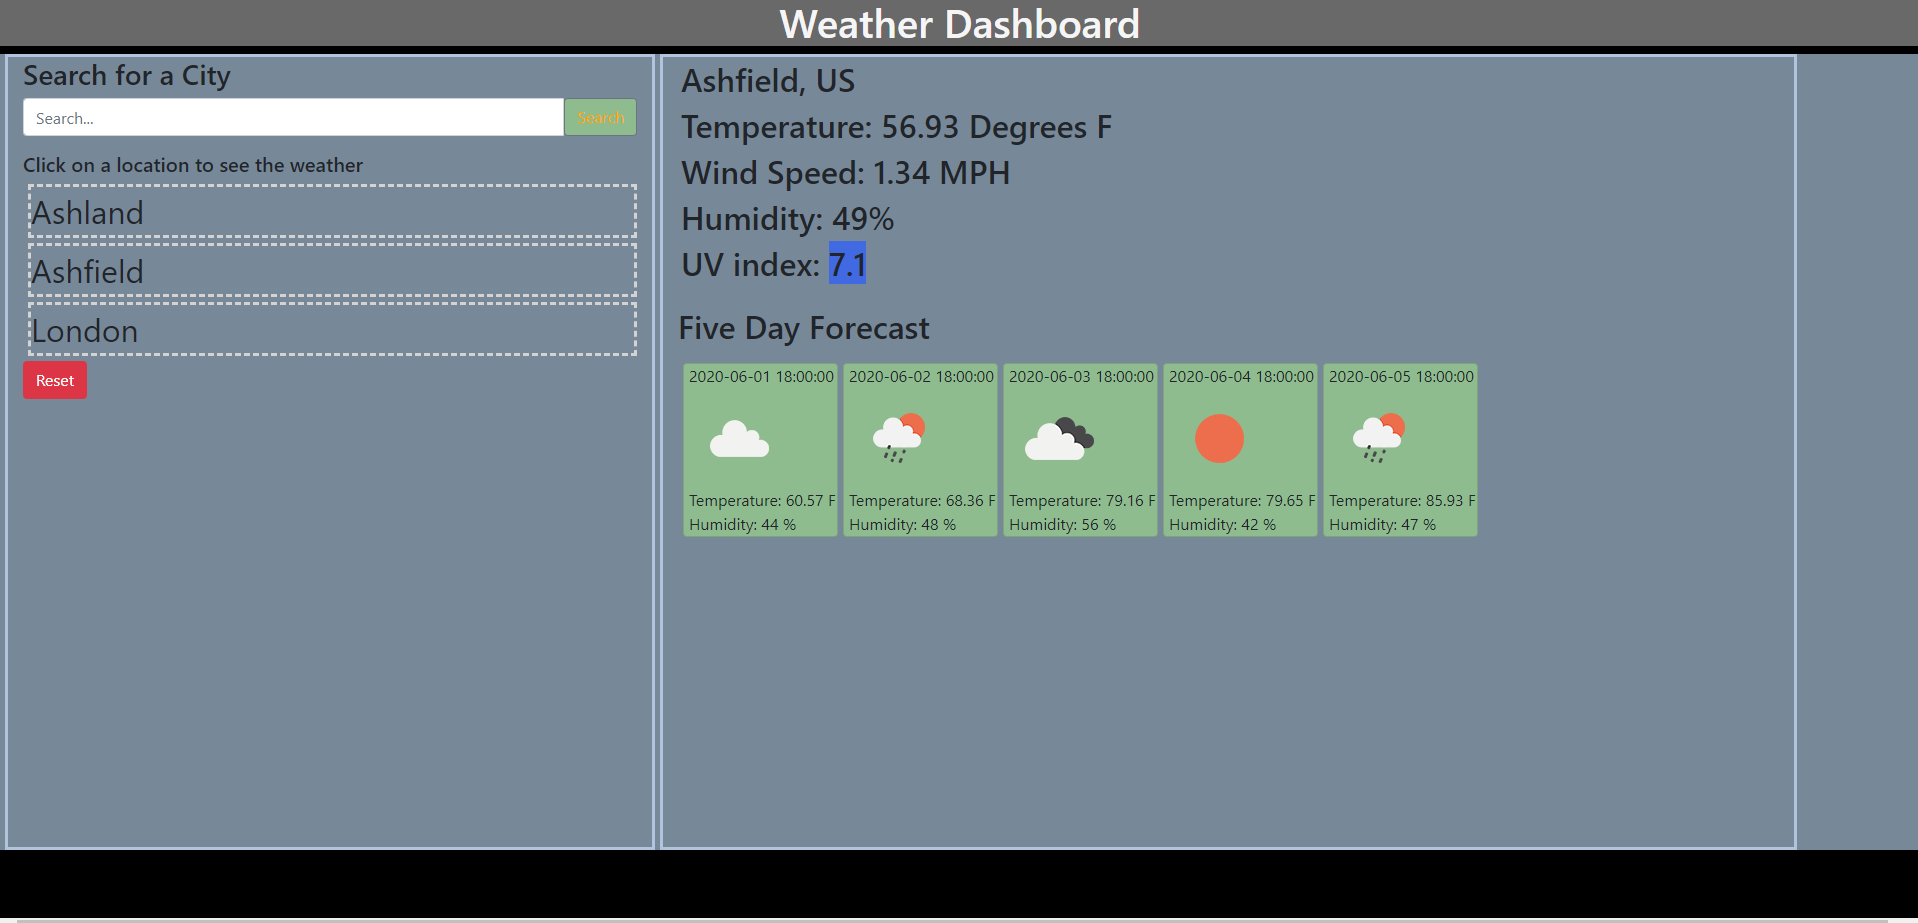 Weather Dashboard
Search for a City
Search...
Search
Click on a location to see the weather
Ashland
Ashfield
London
Reset
Ashfield, US
Temperature: 56.93 Degrees F
Wind Speed: 1.34 MPH
Humidity: 49%
UV index: 7.1
Five Day Forecast
2020-06-01 18:00:00
Temperature: 60.57 F
Humidity: 44 %
2020-06-02 18:00:00
Temperature: 68.36 F
Humidity: 48 %
2020-06-03 18:00:00
Temperature: 79.16 F
Humidity: 56 %
2020-06-04 18:00:00
Temperature: 79.65 F
Humidity: 42 %
2020-06-05 18:00:00
Temperature: 85.93 F
Humidity: 47 %